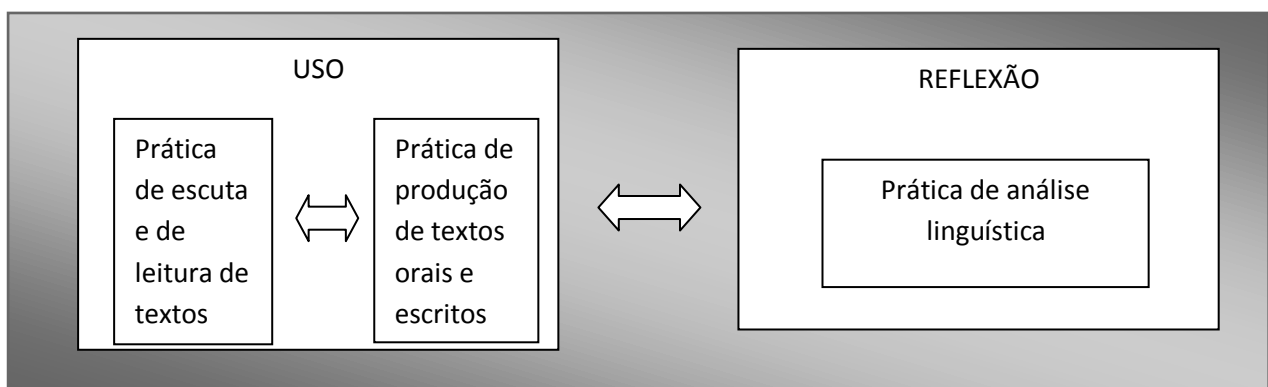 USO
Prática
de escuta
e de
leitura de
textos
Prática de
produção
de textos
orais e
escritos
REFLEXÃO
Prática de análise
linguística